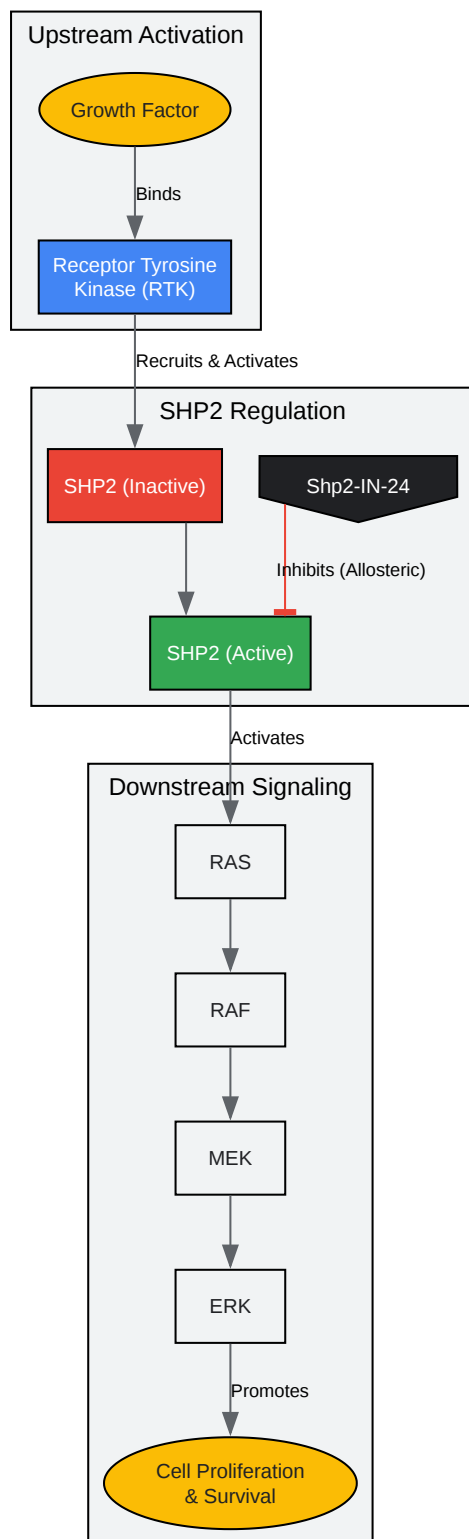 Upstream Activation
Growth Factor
Binds
Receptor Tyrosine
Kinase (RTK)
Recruits & Activates
SHP2 Regulation
SHP2 (Inactive)
Shp2-IN-24
Inhibits (Allosteric)
SHP2 (Active)
Activates
Downstream Signaling
RAS
RAF
MEK
ERK
Promotes
Cell Proliferation
& Survival